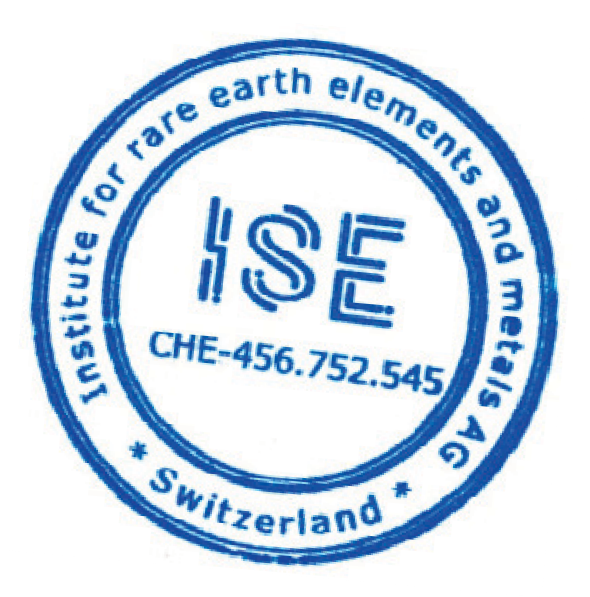 Institute for rare earth elements and metals AG
ISE
CHE-456.752.545
* Switzerland *